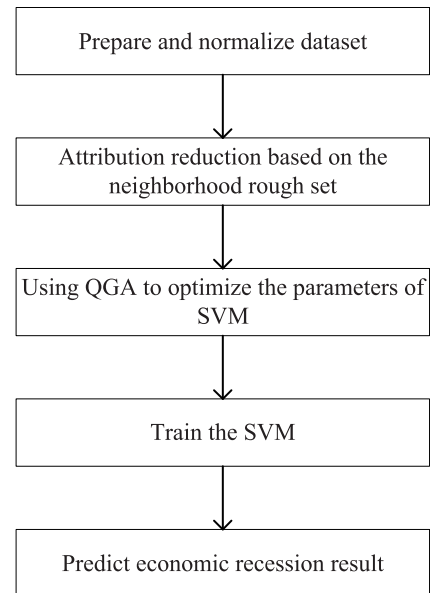 Prepare and normalize dataset
Attribution reduction based on the
neighborhood rough set
Using QGA to optimize the parameters of
SVM
Train the SVM
Predict economic recession result